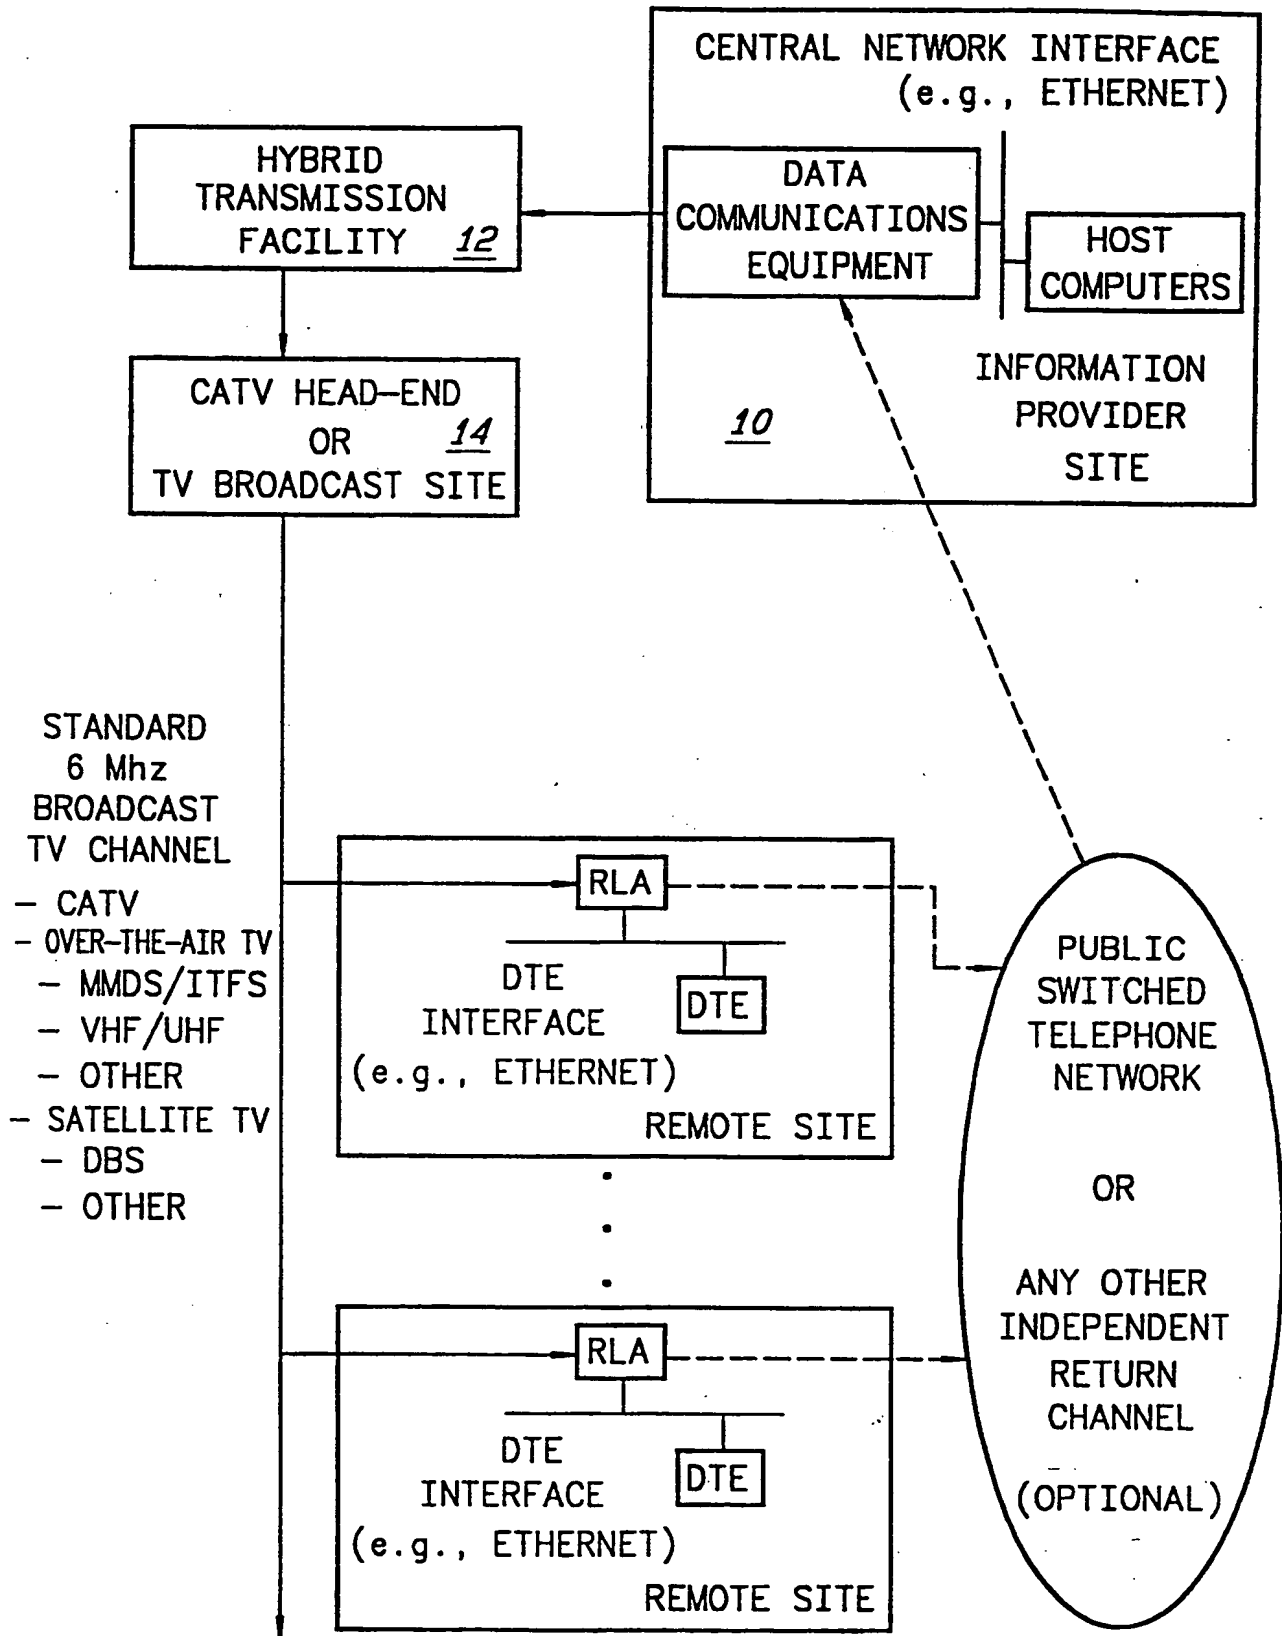 CENTRAL NETWORK INTERFACE
(e.g., ETHERNET)
HYBRID
TRANSMISSION
FACILITY 12
DATA
COMMUNICATIONS
EQUIPMENT
HOST
COMPUTERS
INFORMATION
PROVIDER
SITE
10
CATV HEAD-END
OR 14
TV BROADCAST SITE
STANDARD
6 Mhz
BROADCAST
TV CHANNEL
- CATV
- OVER-THE-AIR TV
- MMDS/ITFS
- VHF/UHF
- OTHER
- SATELLITE TV
- DBS
- OTHER
RLA
DTE
INTERFACE
(e.g., ETHERNET)
DTE
REMOTE SITE
RLA
DTE
INTERFACE
(e.g., ETHERNET)
DTE
REMOTE SITE
PUBLIC
SWITCHED
TELEPHONE
NETWORK
OR
ANY OTHER
INDEPENDENT
RETURN
CHANNEL
(OPTIONAL)